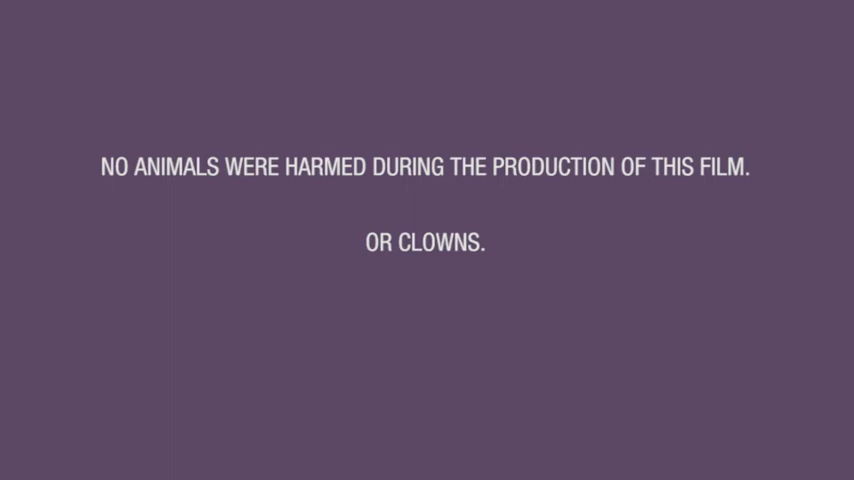 NO ANIMALS WERE HARMED DURING THE PRODUCTION OF THIS FILM.
OR CLOWNS.